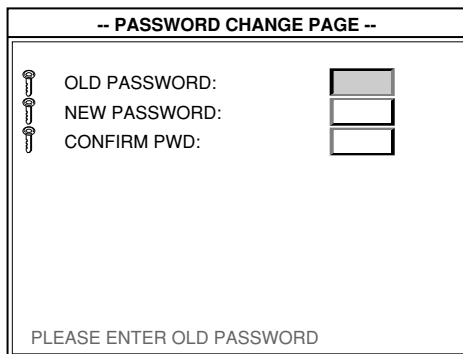 -- PASSWORD CHANGE PAGE --
OLD PASSWORD:
NEW PASSWORD:
CONFIRM PWD:
PLEASE ENTER OLD PASSWORD